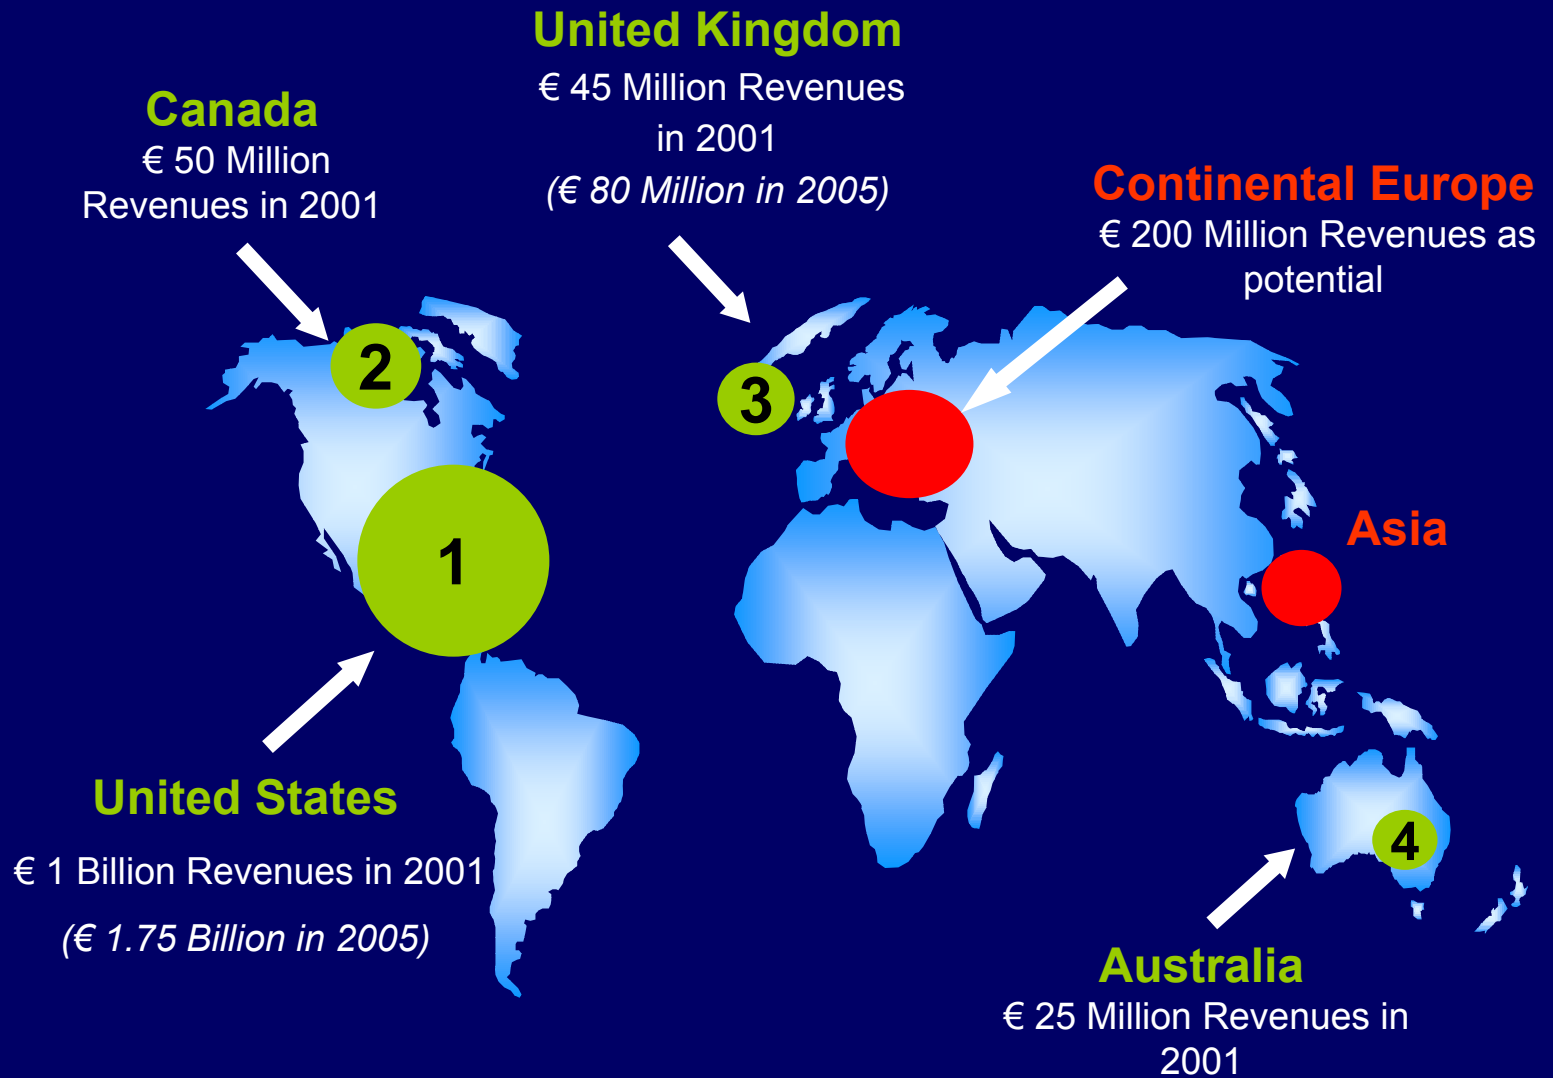 United Kingdom
€ 45 Million Revenues
in 2001
(€ 80 Million in 2005)
Canada
€ 50 Million
Revenues in 2001
Continental Europe
€ 200 Million Revenues as
potential
2
3
1
Asia
United States
€ 1 Billion Revenues in 2001
(€ 1.75 Billion in 2005)
4
Australia
€ 25 Million Revenues in
2001